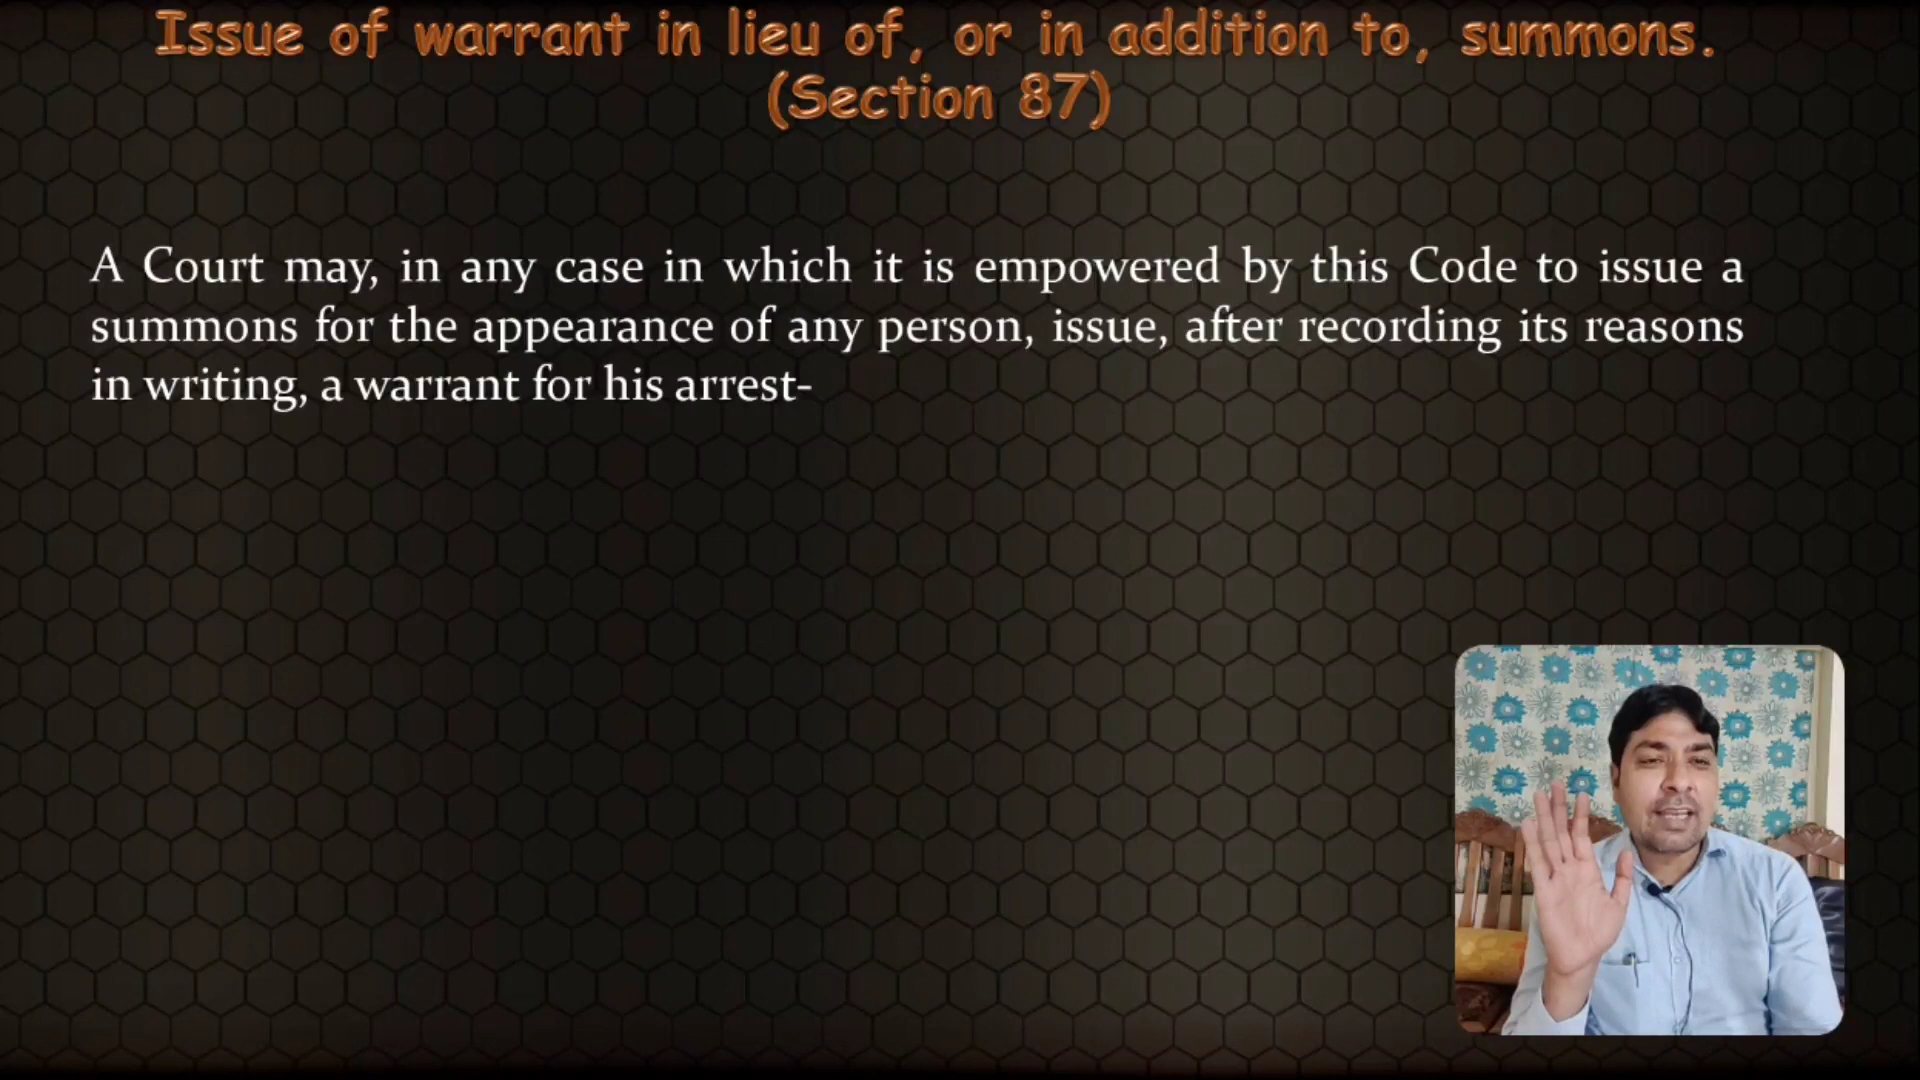 Issue of warrant in lieu of, or in addition to, summons.
(Section 87)
A Court may, in any case in which it is empowered by this Code to issue a
summons for the appearance of any person, issue, after recording its reasons
in writing, a warrant for his arrest-